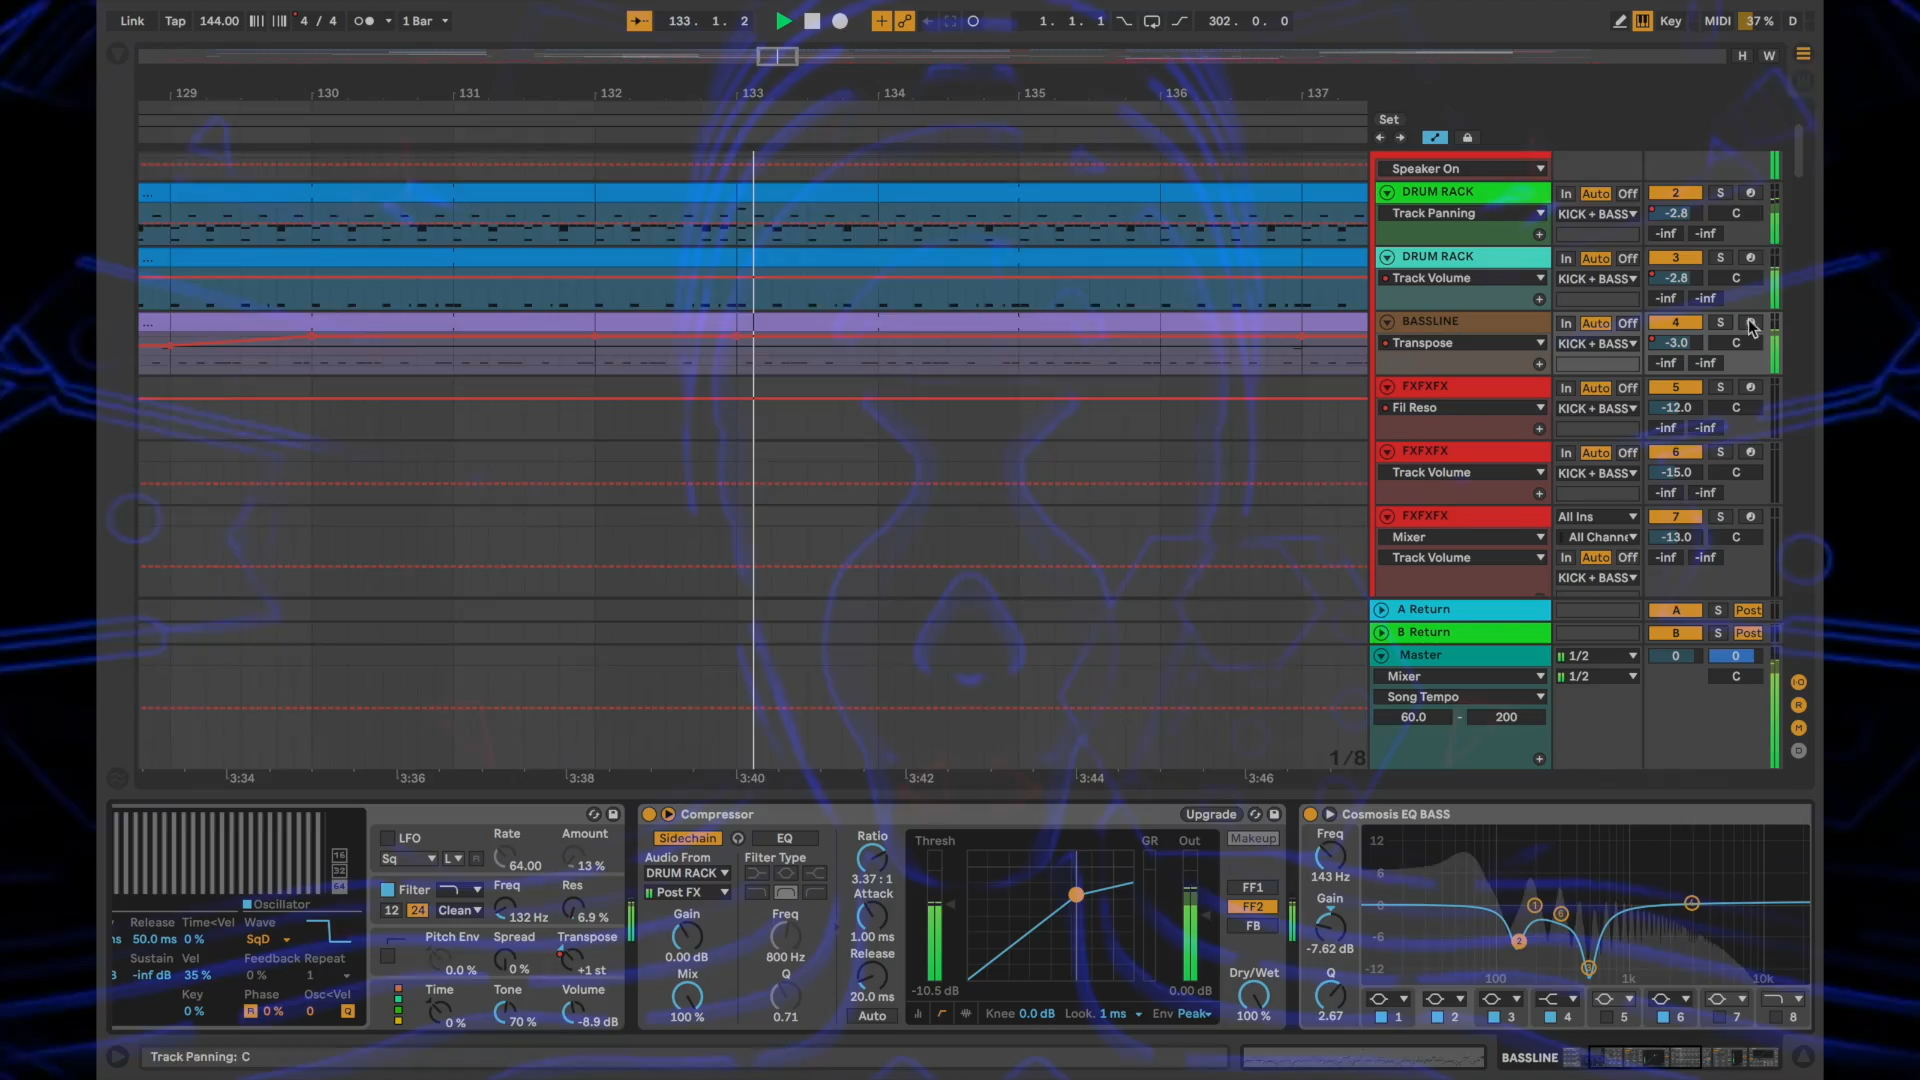 Link Tap 144.00 4 / 4 1 Bar 133. 1. 2 1. 1. 1 302. 0. 0 Key MIDI 37 % D
H W
129 130 131 132 133 134 135 136 137
Set
Speaker On
... DRUM RACK In Auto Off 2 S
Track Panning KICK + BASS -2.8 C
-inf -inf
... DRUM RACK In Auto Off 3 S
Track Volume KICK + BASS -2.8 C
-inf -inf
... BASSLINE In Auto Off 4 S
Transpose KICK + BASS -3.0 C
-inf -inf
FXFXFX In Auto Off 5 S
Fil Reso KICK + BASS -12.0 C
-inf -inf
FXFXFX In Auto Off 6 S
Track Volume KICK + BASS -15.0 C
-inf -inf
FXFXFX All Ins 7 S
Mixer All Channe -13.0 C
Track Volume In Auto Off -inf -inf
KICK + BASS
A Return A S Post
B Return B S Post
Master 1/2 0 0
Mixer 1/2 C
Song Tempo
60.0 - 200
1/8
3:34 3:36 3:38 3:40 3:42 3:44 3:46
16
32
64
Oscillator
Release Time<Vel Wave
50.0 ms 0 % SqD
Sustain Vel Feedback Repeat
-inf dB 35 % 0 % 1
Key Phase Osc<Vel
0 % R 0 % 0 Q
LFO Rate Amount
Sq L R 64.00 13 %
Filter Freq Res
12 24 Clean 132 Hz 6.9 %
Pitch Env Spread Transpose
0.0 % 0 % +1 st
Time Tone Volume
0 % 70 % -8.9 dB
Compressor Upgrade
Sidechain EQ
Audio From Filter Type
DRUM RACK
Post FX
Gain Freq
0.00 dB 800 Hz
Mix Q
100 % 0.71
Ratio
3.37 : 1
Attack
1.00 ms
Release
20.0 ms
Auto
Thresh GR Out
-10.5 dB 0.00 dB
Knee 0.0 dB Look. 1 ms Env Peak
Makeup
FF1
FF2
FB
Dry/Wet
100 %
Cosmosis EQ BASS
Freq
143 Hz
Gain
-7.62 dB
Q
2.67
12
6
0
-6
-12
100 1k 10k
1 2 3 4 5 6 7 8
Track Panning: C BASSLINE